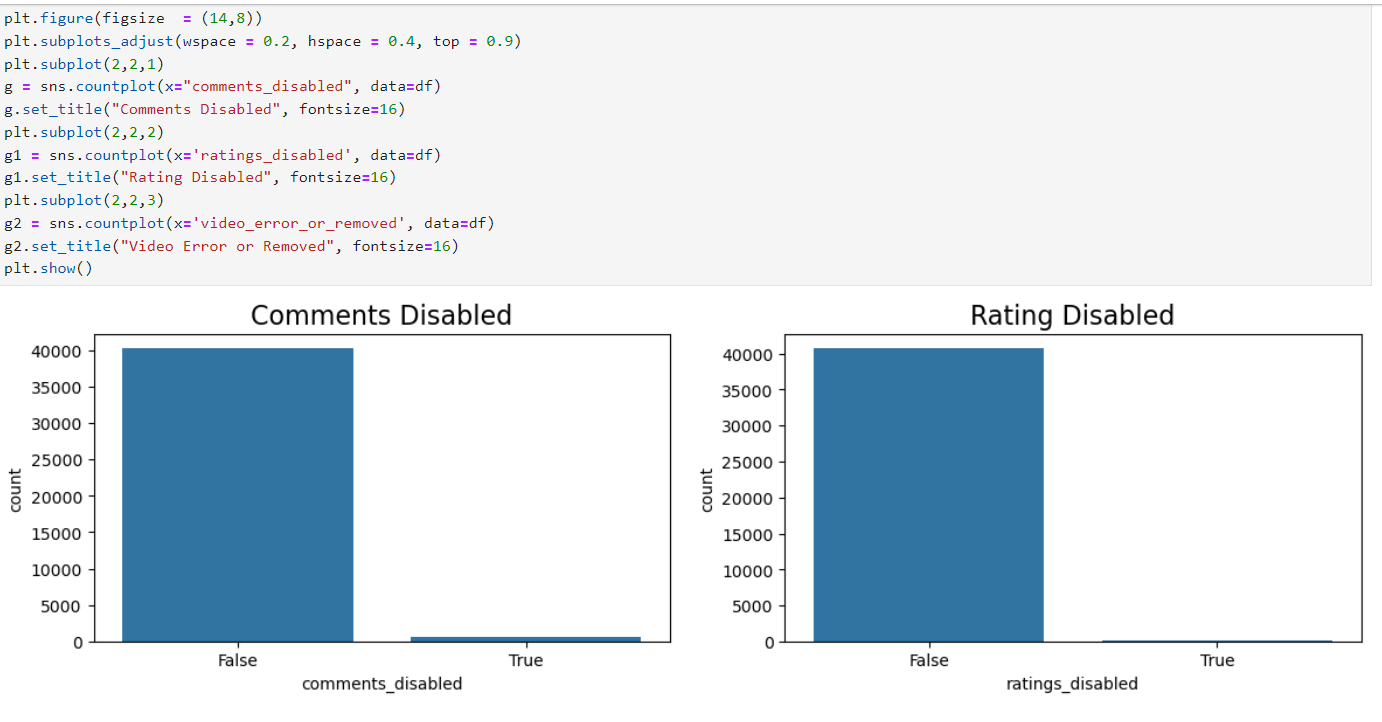 plt.figure(figsize  = (14,8))
plt.subplots_adjust(wspace = 0.2, hspace = 0.4, top = 0.9)
plt.subplot(2,2,1)
g = sns.countplot(x="comments_disabled", data=df)
g.set_title("Comments Disabled", fontsize=16)
plt.subplot(2,2,2)
g1 = sns.countplot(x='ratings_disabled', data=df)
g1.set_title("Rating Disabled", fontsize=16)
plt.subplot(2,2,3)
g2 = sns.countplot(x='video_error_or_removed', data=df)
g2.set_title("Video Error or Removed", fontsize=16)
plt.show()
Comments Disabled
40000
35000
30000
25000
20000
15000
10000
5000
0
count
False
True
comments_disabled
Rating Disabled
40000
35000
30000
25000
20000
15000
10000
5000
0
count
False
True
ratings_disabled